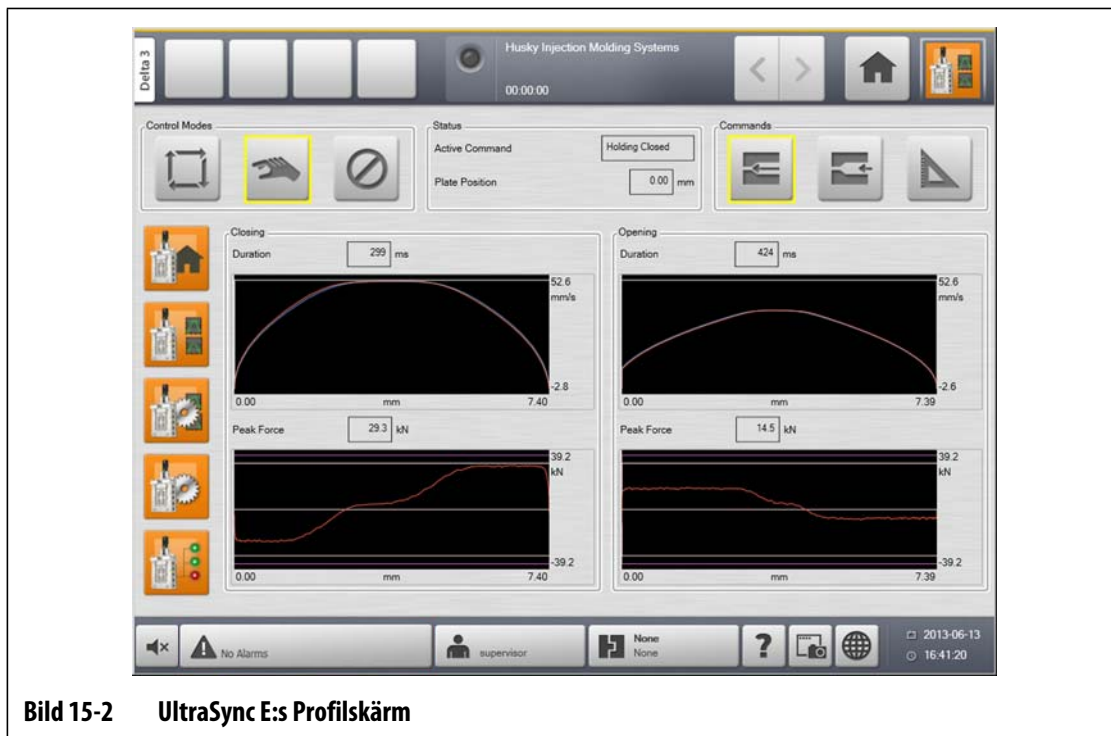 Delta 3
Husky Injection Molding Systems
00:00:00
Control Modes
Status
Active Command
Holding Closed
Plate Position
0.00 mm
Commands
Closing
Duration
299 ms
52.6
mm/s
-2.8
0.00 mm 7.40
Peak Force
29.3 kN
39.2
kN
-39.2
0.00 mm 7.40
Opening
Duration
424 ms
52.6
mm/s
-2.6
0.00 mm 7.39
Peak Force
14.5 kN
39.2
kN
-39.2
0.00 mm 7.39
No Alarms
supervisor
None
None
?
2013-06-13
16:41:20
Bild 15-2 UltraSync E:s Profilskärm